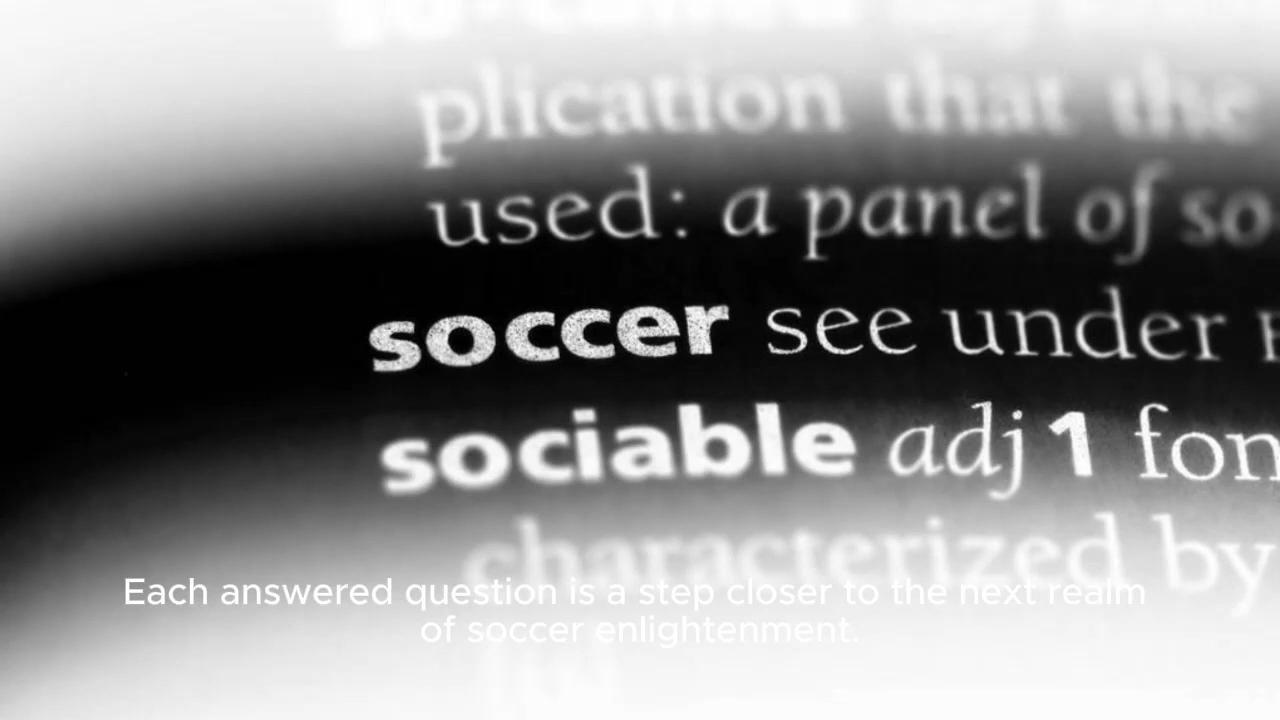 plication that the
used: a panel of so
soccer see under
sociable adj 1 fon
characterized by
Each answered question is a step closer to the next realm
of soccer enlightenment.